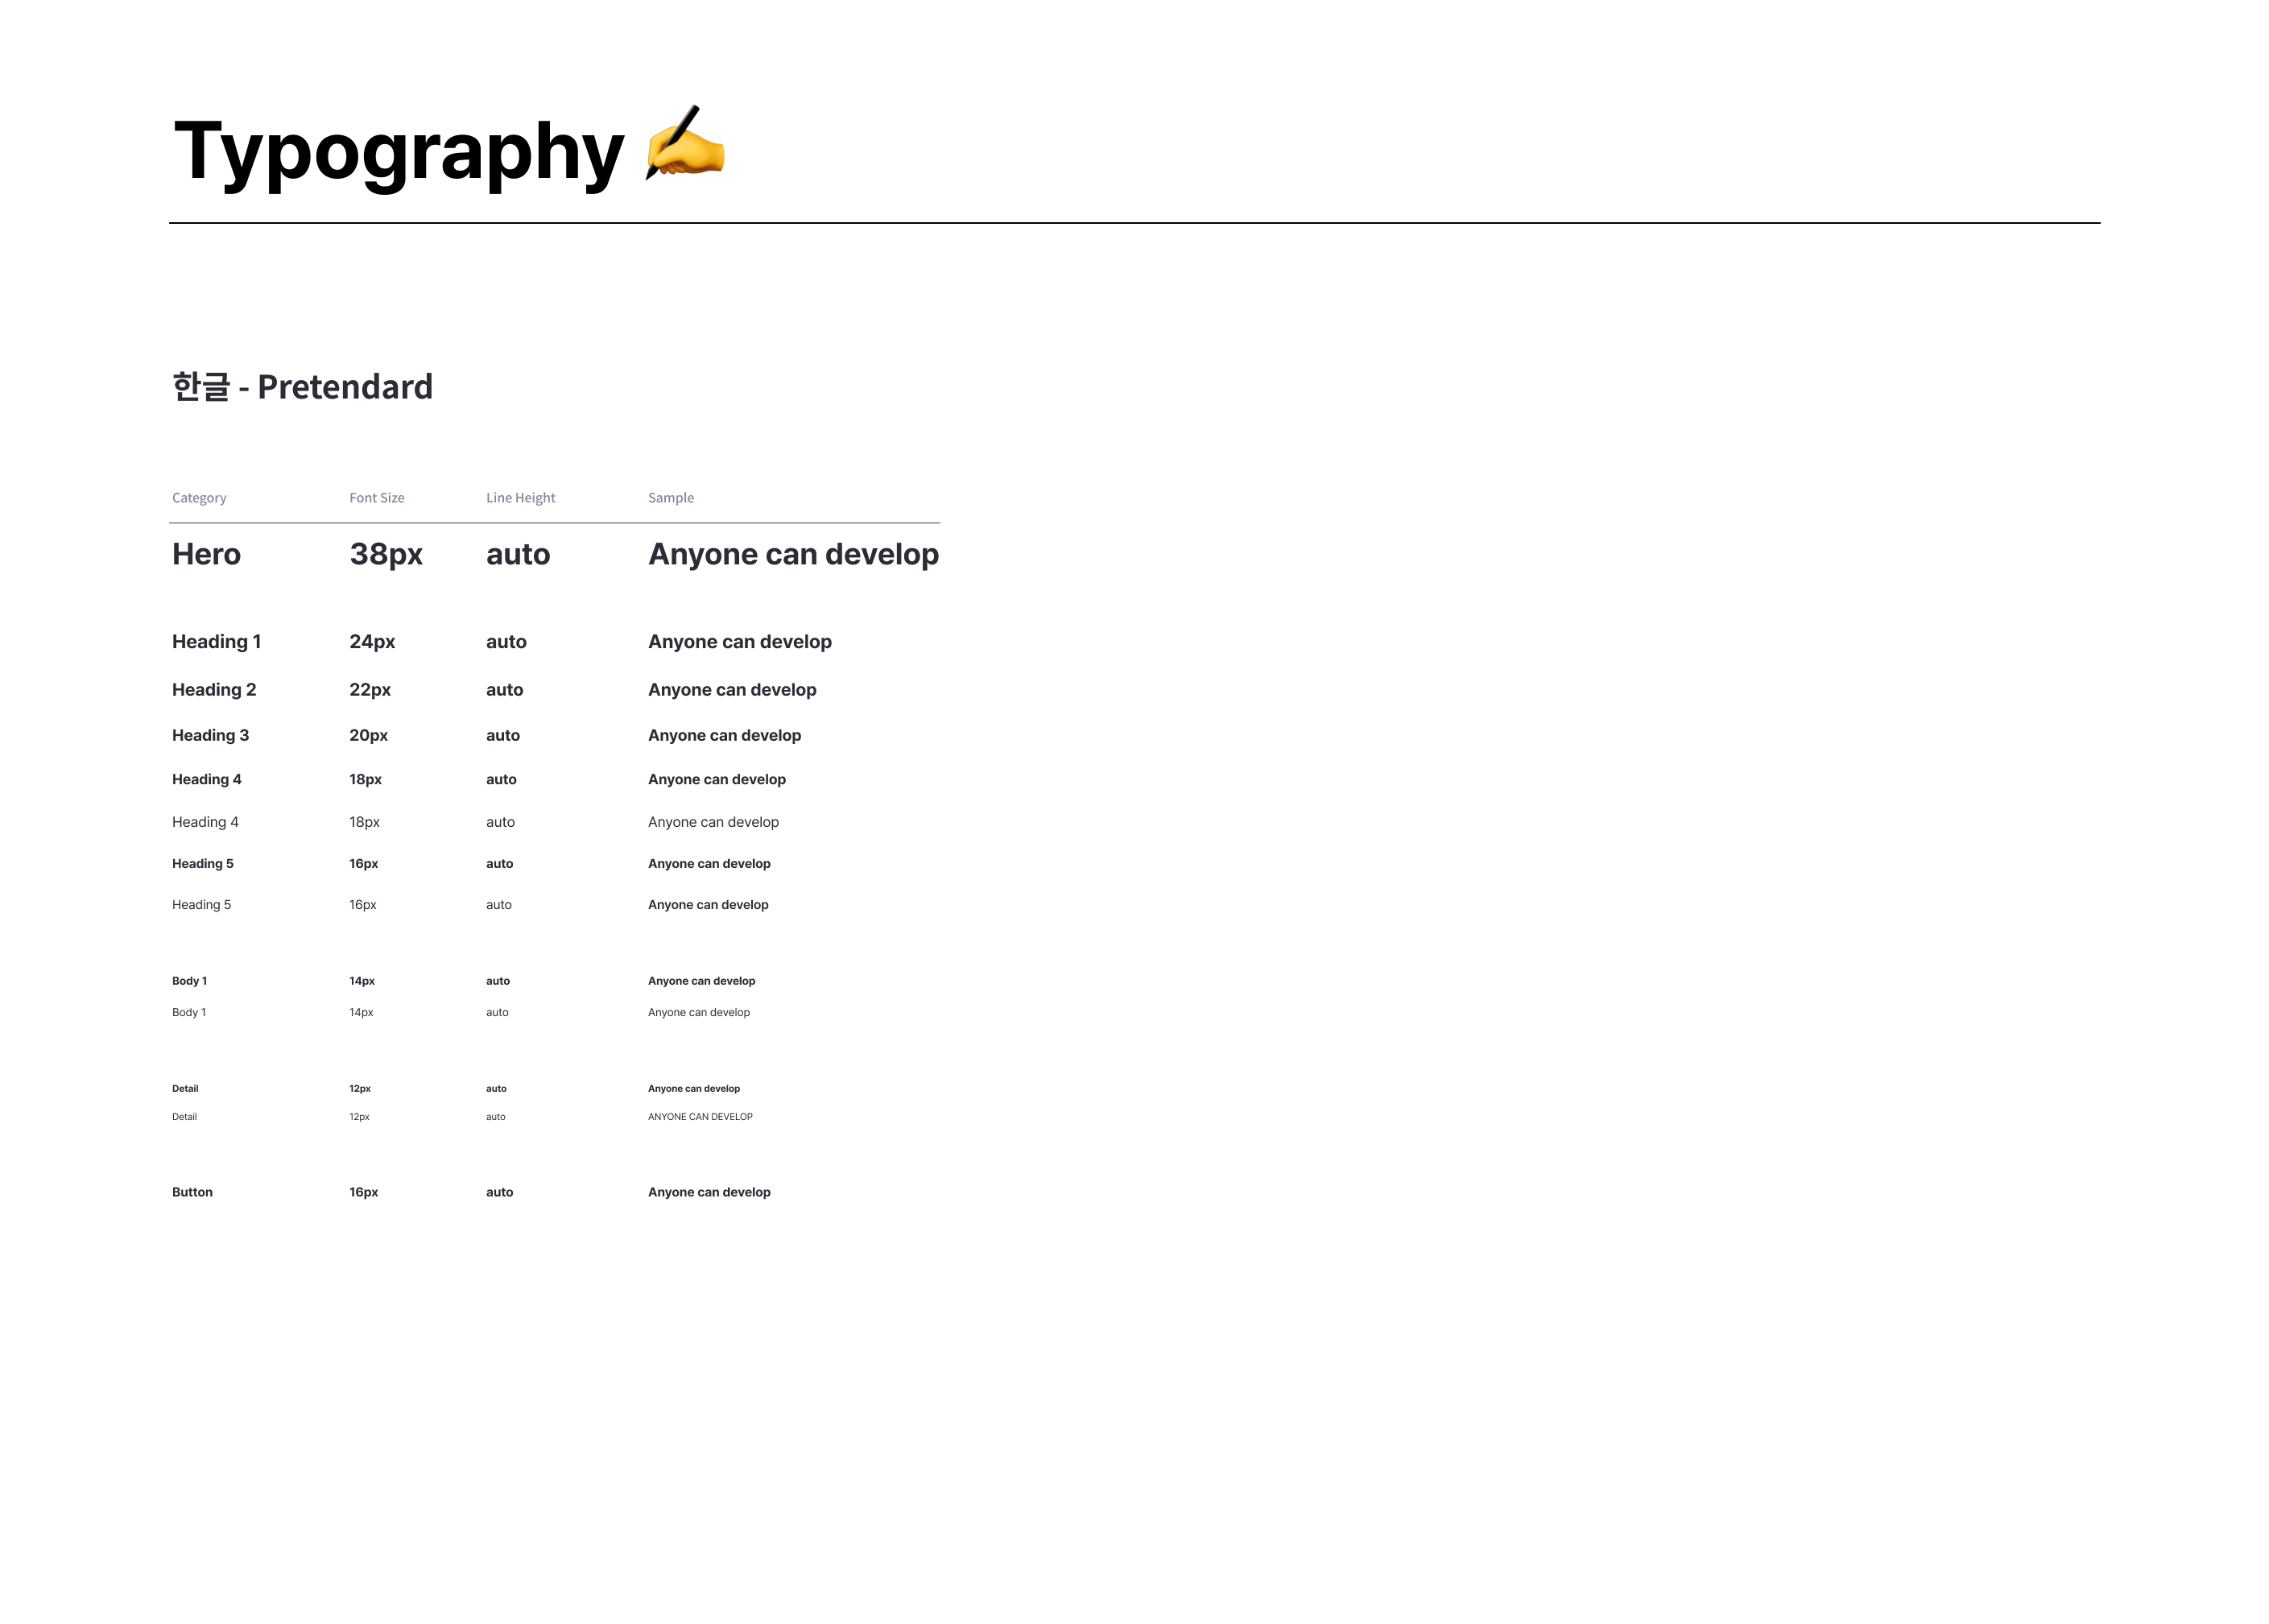 Typography ✍️
한글 - Pretendard
Category Font Size Line Height Sample
Hero 38px auto Anyone can develop
Heading 1 24px auto Anyone can develop
Heading 2 22px auto Anyone can develop
Heading 3 20px auto Anyone can develop
Heading 4 18px auto Anyone can develop
Heading 4 18px auto Anyone can develop
Heading 5 16px auto Anyone can develop
Heading 5 16px auto Anyone can develop
Body 1 14px auto Anyone can develop
Body 1 14px auto Anyone can develop
Detail 12px auto Anyone can develop
Detail 12px auto ANYONE CAN DEVELOP
Button 16px auto Anyone can develop